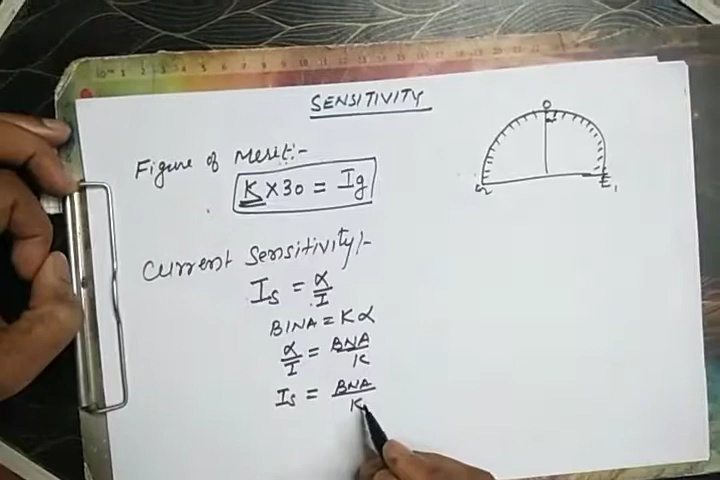 SENSITIVITY
Figure of merit:-
K × 30 = Ig
Current Sensitivity:-
Is = α/I
BINA = Kα
α/I = BNA/K
Is = BNA/K
0